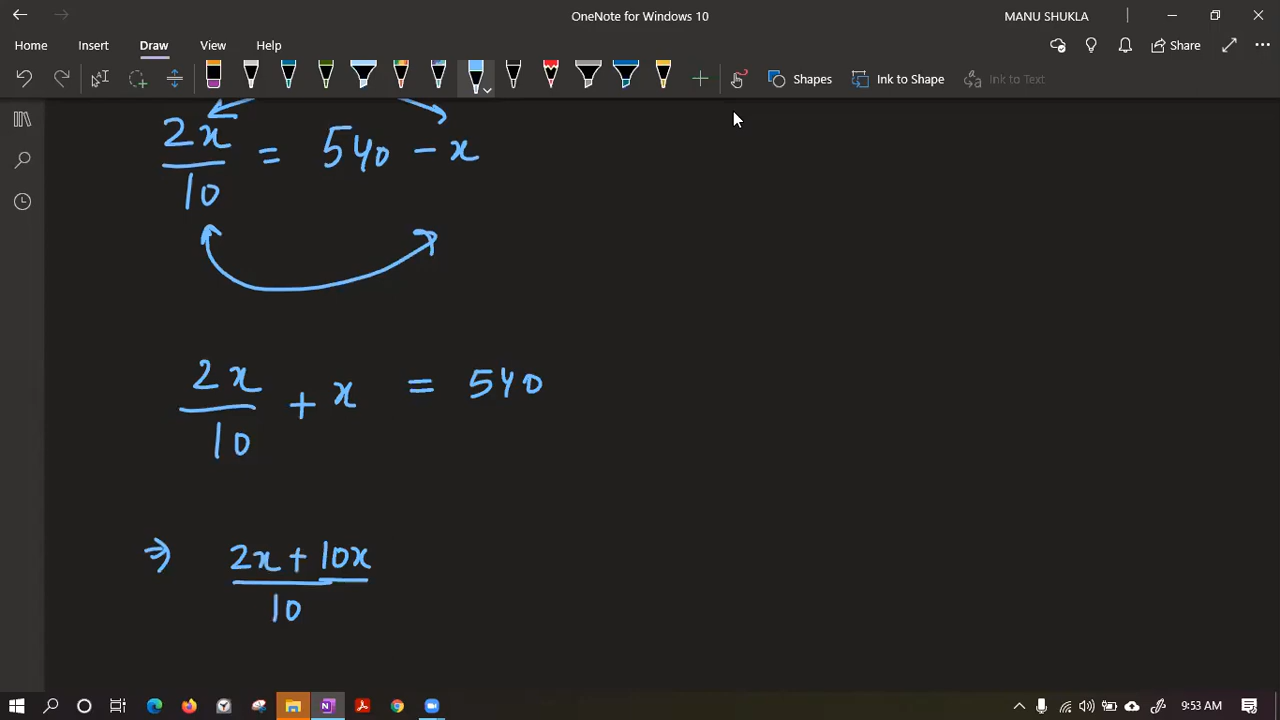 OneNote for Windows 10
MANU SHUKLA
Home Insert Draw View Help
Share
Shapes Ink to Shape Ink to Text
2x/10 = 540 - x
2x/10 + x = 540
⇒ 2x + 10x/10
9:53 AM